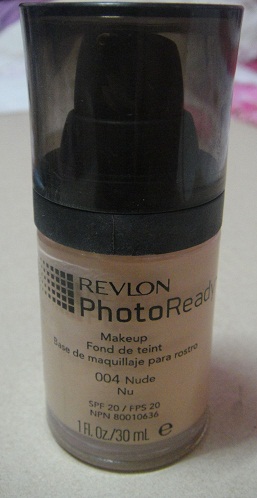 REVLON
PhotoReady
Makeup
Fond de teint
Base de maquillaje para rostro
004 Nude
Nu
SPF 20 / FPS 20
NPN 80010636
1 fl.Oz/30 mL e